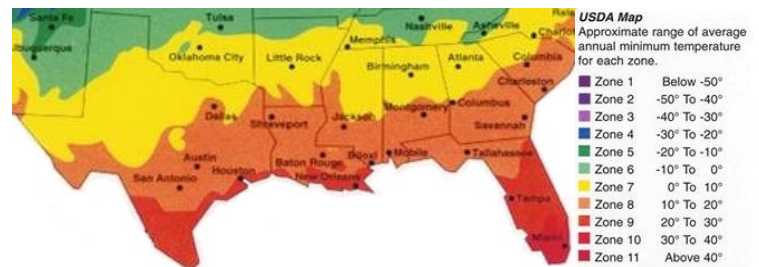 Santa Fe
Tulsa
Nashville
Asheville
Albuquerque
Oklahoma City
Memphis
Little Rock
Birmingham
Atlanta
Columbia
Charleston
Montgomery
Columbus
Dallas
Shreveport
Jackson
Savannah
Austin
Baton Rouge
Biloxi
Mobile
Tallahassee
San Antonio
Houston
New Orleans
Tampa
Miami
USDA Map
Approximate range of average
annual minimum temperature
for each zone.
Zone 1 Below -50°
Zone 2 -50° To -40°
Zone 3 -40° To -30°
Zone 4 -30° To -20°
Zone 5 -20° To -10°
Zone 6 -10° To 0°
Zone 7 0° To 10°
Zone 8 10° To 20°
Zone 9 20° To 30°
Zone 10 30° To 40°
Zone 11 Above 40°